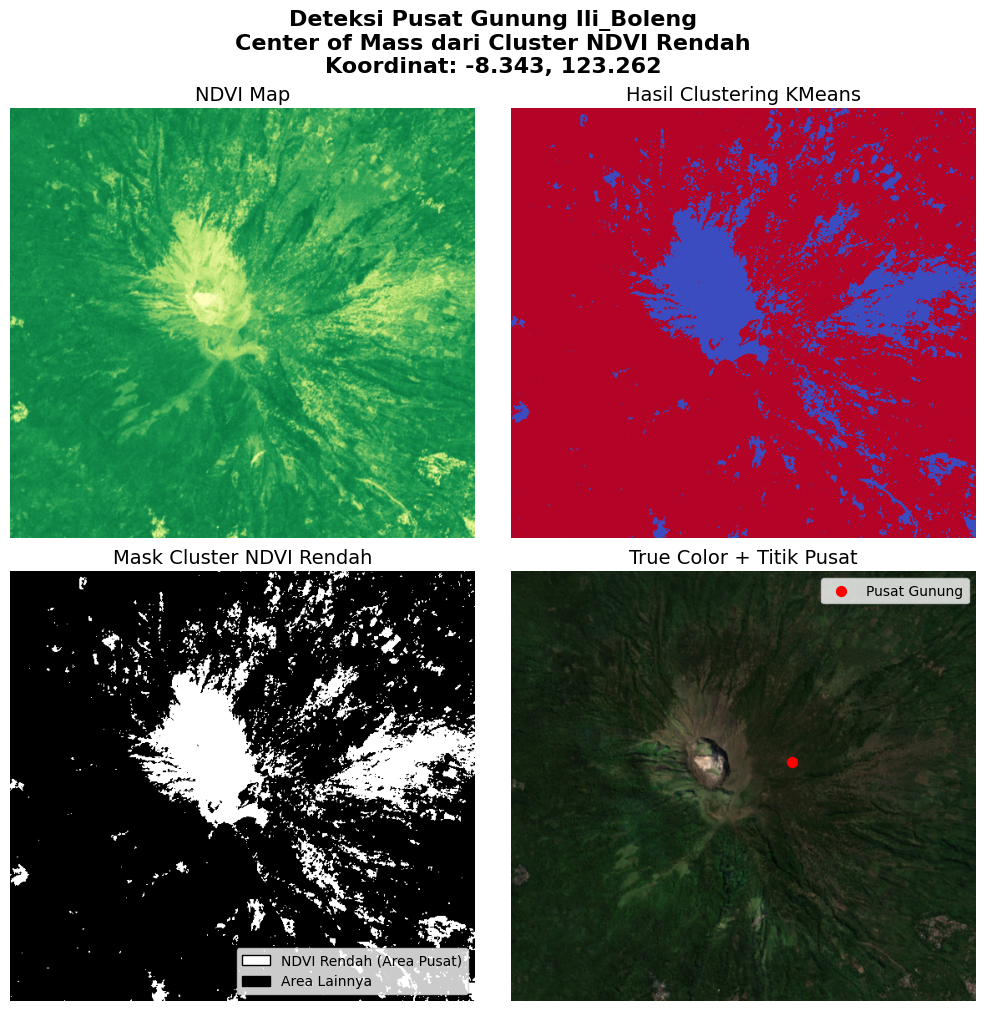 Deteksi Pusat Gunung Ili_Boleng
Center of Mass dari Cluster NDVI Rendah
Koordinat: -8.343, 123.262
NDVI Map
Hasil Clustering KMeans
Mask Cluster NDVI Rendah
NDVI Rendah (Area Pusat)
Area Lainnya
True Color + Titik Pusat
Pusat Gunung